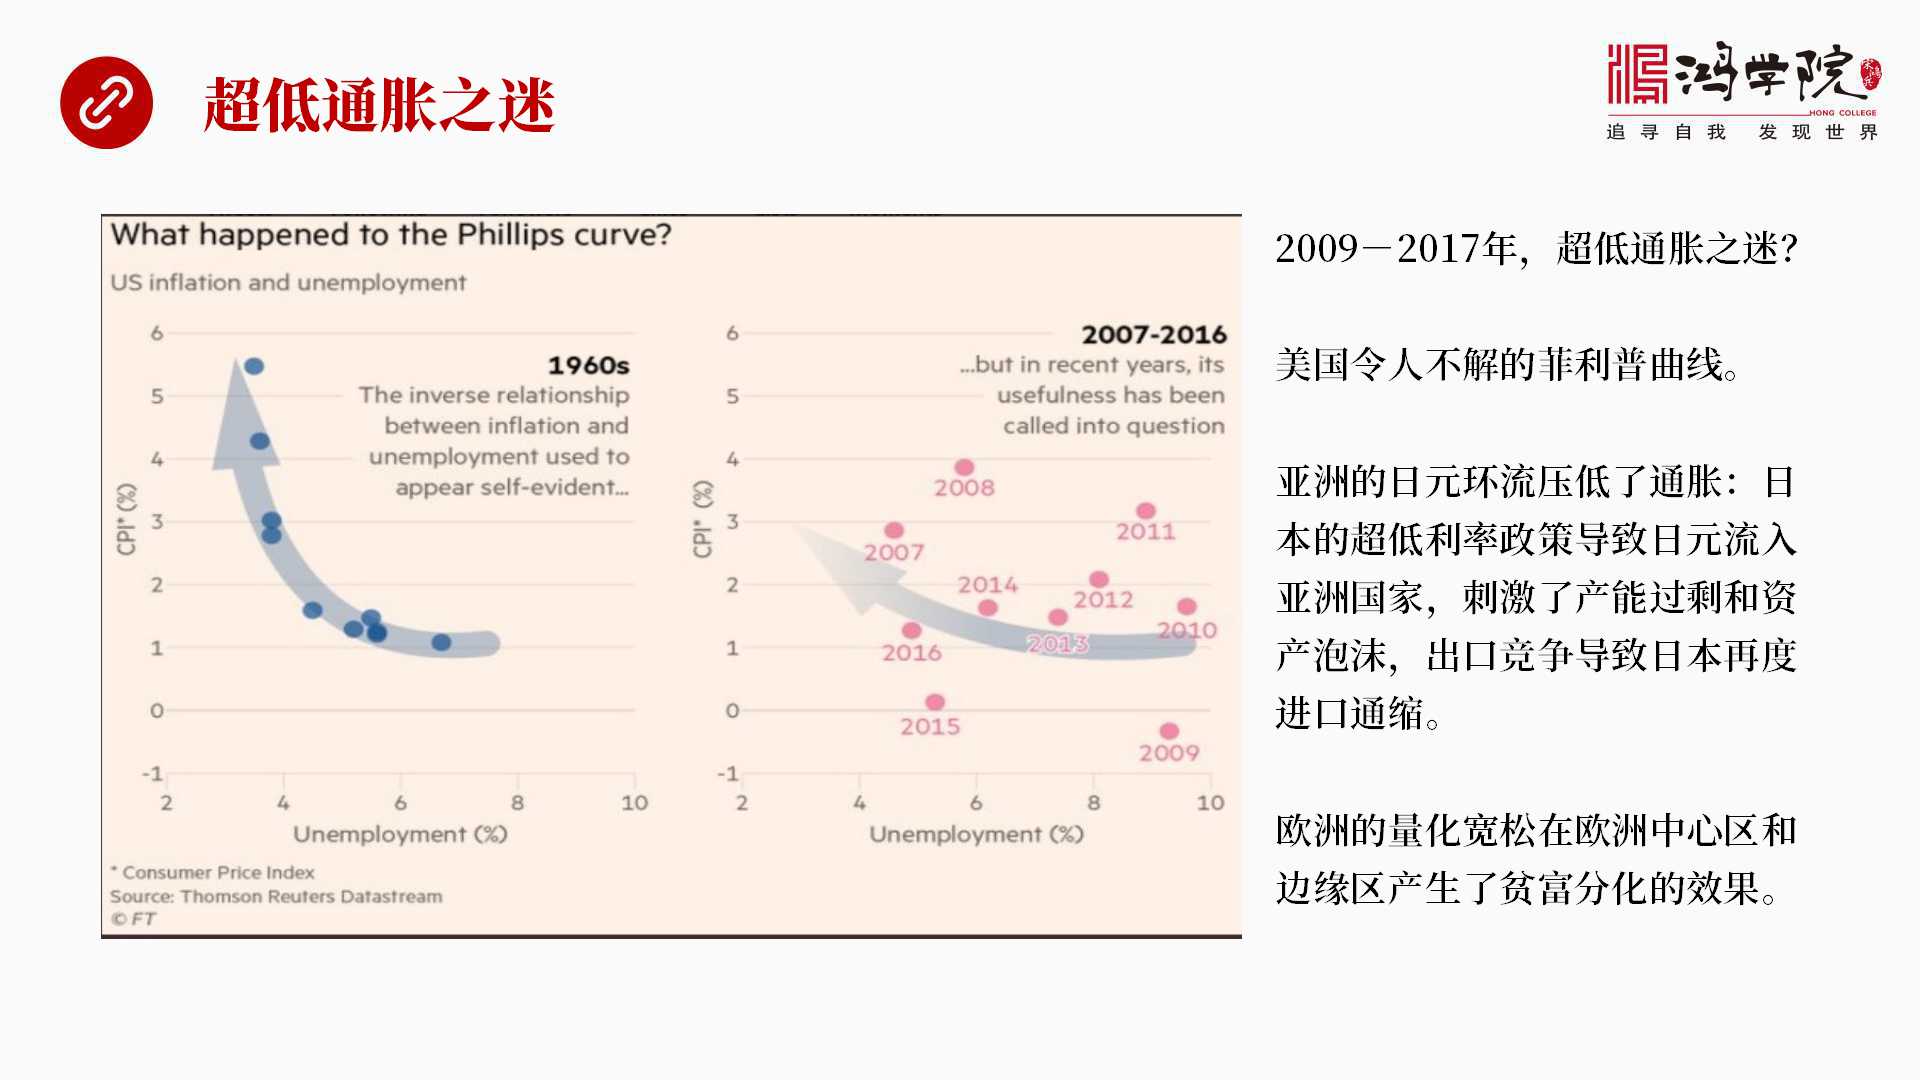 超低通胀之迷
鸿学院
HONG COLLEGE
追寻自我 发现世界
What happened to the Phillips curve?
US inflation and unemployment
1960s
The inverse relationship
between inflation and
unemployment used to
appear self-evident...
CPI* (%)
6
5
4
3
2
1
0
-1
2
4
6
8
10
Unemployment (%)
2007-2016
...but in recent years, its
usefulness has been
called into question
CPI* (%)
6
5
4
3
2
1
0
-1
2008
2011
2007
2014
2012
2010
2013
2016
2015
2009
2
4
6
8
10
Unemployment (%)
* Consumer Price Index
Source: Thomson Reuters Datastream
© FT
2009－2017年，超低通胀之迷？
美国令人不解的菲利普曲线。
亚洲的日元环流压低了通胀：日
本的超低利率政策导致日元流入
亚洲国家，刺激了产能过剩和资
产泡沫，出口竞争导致日本再度
进口通缩。
欧洲的量化宽松在欧洲中心区和
边缘区产生了贫富分化的效果。